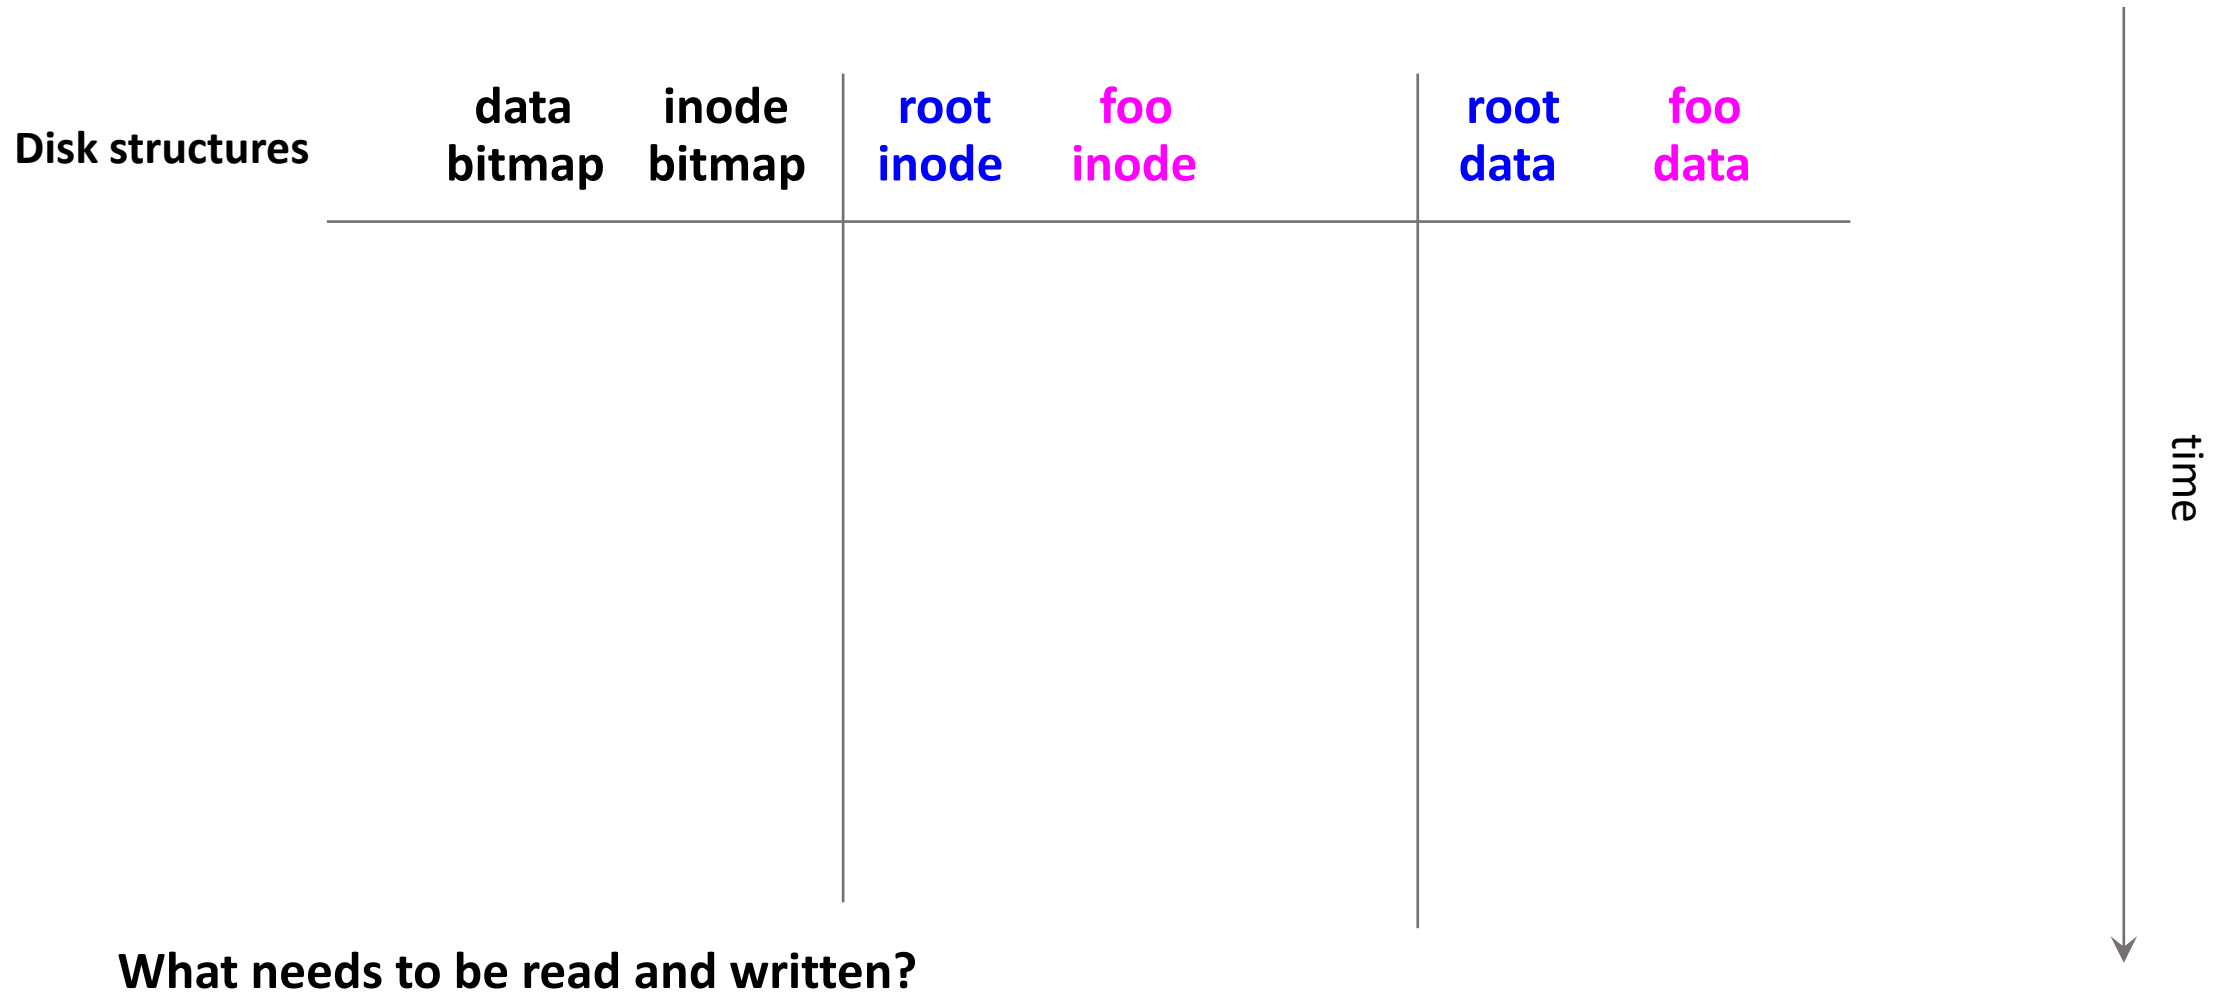 Disk structures
data inode root foo root foo
bitmap bitmap inode inode data data
time
What needs to be read and written?